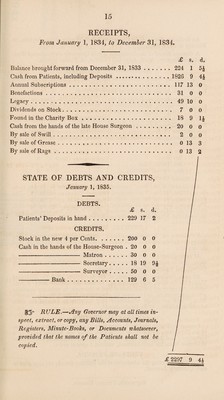 15
RECEIPTS,
From January 1, 1834, to December 31, 1834.
£ s. d.
Balance brought forward from December 31, 1833 ....... 224 1 5½
Cash from Patients, including Deposits ............. 1826 9 4½
Annual Subscriptions ............. 117 13 0
Benefactions ............. 31 0 0
Legacy ............. 49 10 0
Dividends on Stock ............. 7 0 0
Found in the Charity Box ............. 18 9 1½
Cash from the hands of the late House Surgeon ........ 20 0 0
By sale of Swill ............. 2 0 0
By sale of Grease ............. 0 13 3
By sale of Rags ............. 0 13 2
STATE OF DEBTS AND CREDITS,
January 1, 1835.
DEBTS.
£ s. d.
Patients' Deposits in hand ......... 229 17 2
CREDITS.
Stock in the new 4 per Cents. ...... 200 0 0
Cash in the hands of the House-Surgeon . 20 0 0
——— Matron ...... 30 0 0
——— Secretary ..... 18 19 9½
——— Surveyor ..... 50 0 0
——— Bank ............. 129 6 5
☞ RULE.—Any Governor may at all times in-
spect, extract, or copy, any Bills, Accounts, Journals,
Registers, Minute-Books, or Documents whatsoever,
provided that the names of the Patients shall not be
copied.
£ 2297 9 4½